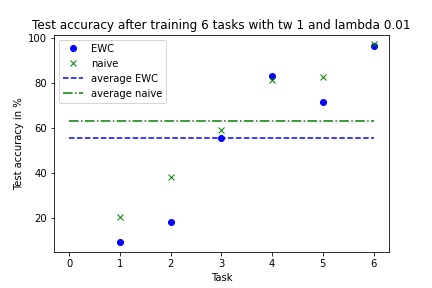 Test accuracy after training 6 tasks with tw 1 and lambda 0.01
100
80
60
40
20
Test accuracy in %
EWC
naive
average EWC
average naive
0 1 2 3 4 5 6
Task